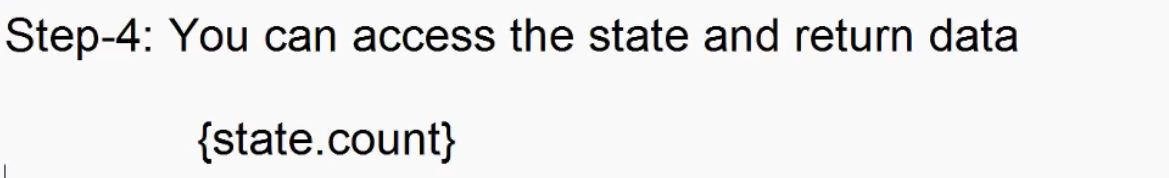 Step-4: You can access the state and return data
{state.count}